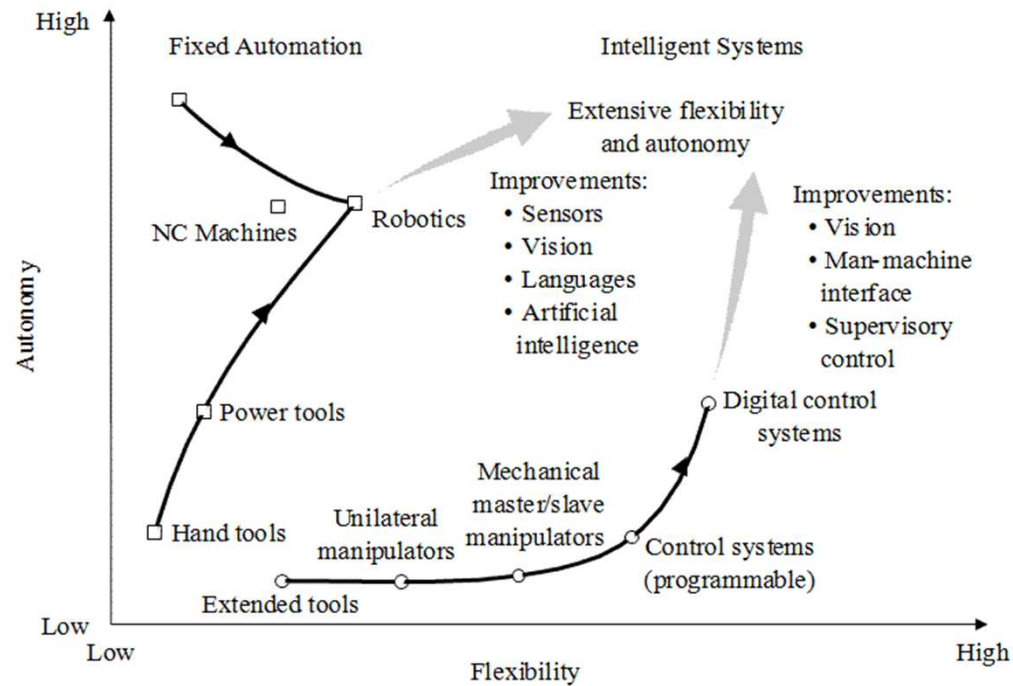 High
Fixed Automation
Intelligent Systems
Extensive flexibility
and autonomy
Improvements:
• Sensors
• Vision
• Languages
• Artificial
intelligence
Improvements:
• Vision
• Man-machine
interface
• Supervisory
control
NC Machines
Robotics
Autonomy
Power tools
Digital control
systems
Hand tools
Unilateral
manipulators
Mechanical
master/slave
manipulators
Control systems
(programmable)
Extended tools
Low
Low
Flexibility
High